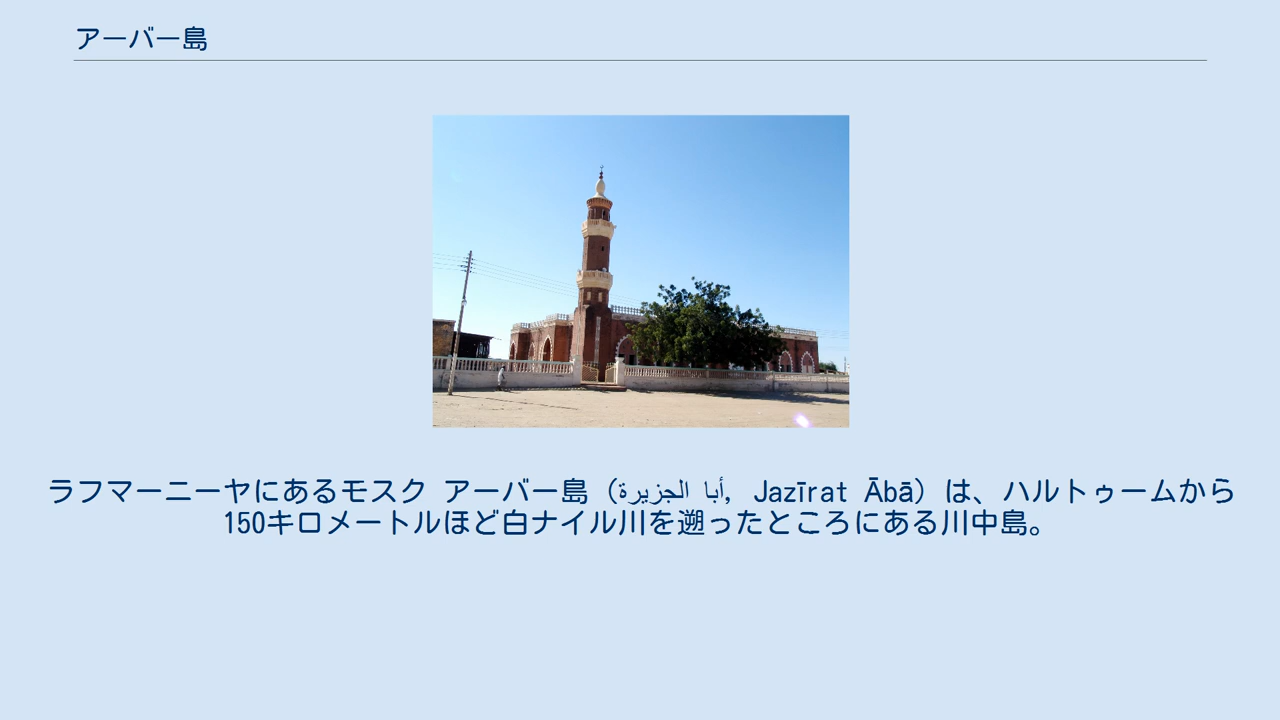 アーバー島
ラフマーニーヤにあるモスク アーバー島 (أبا الجزيرة, Jazīrat Ābā) は、ハルトゥームから
150キロメートルほど白ナイル川を遡ったところにある川中島。